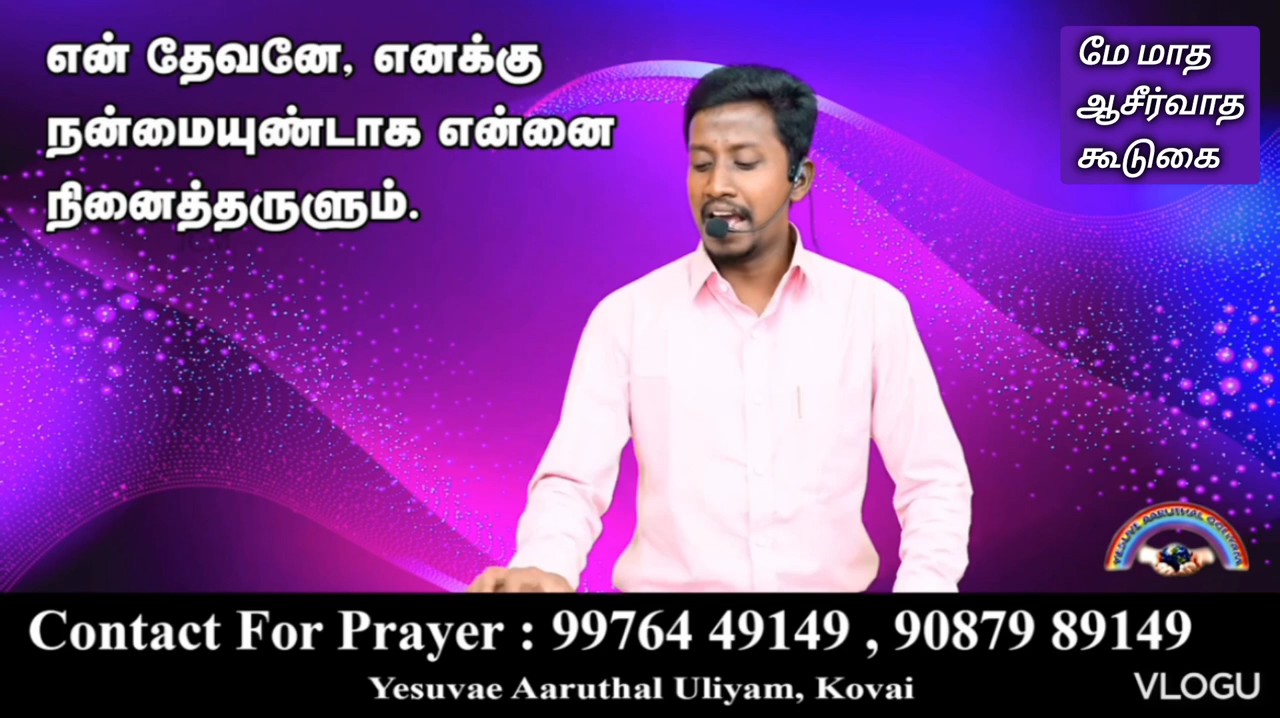 என் தேவனே, எனக்கு
நன்மையுண்டாக என்னை
நினைத்தருளும்.
மே மாத
ஆசீர்வாத
கூடுகை
Contact For Prayer : 99764 49149 , 90879 89149
Yesuvae Aaruthal Uliyam, Kovai
VLOGU